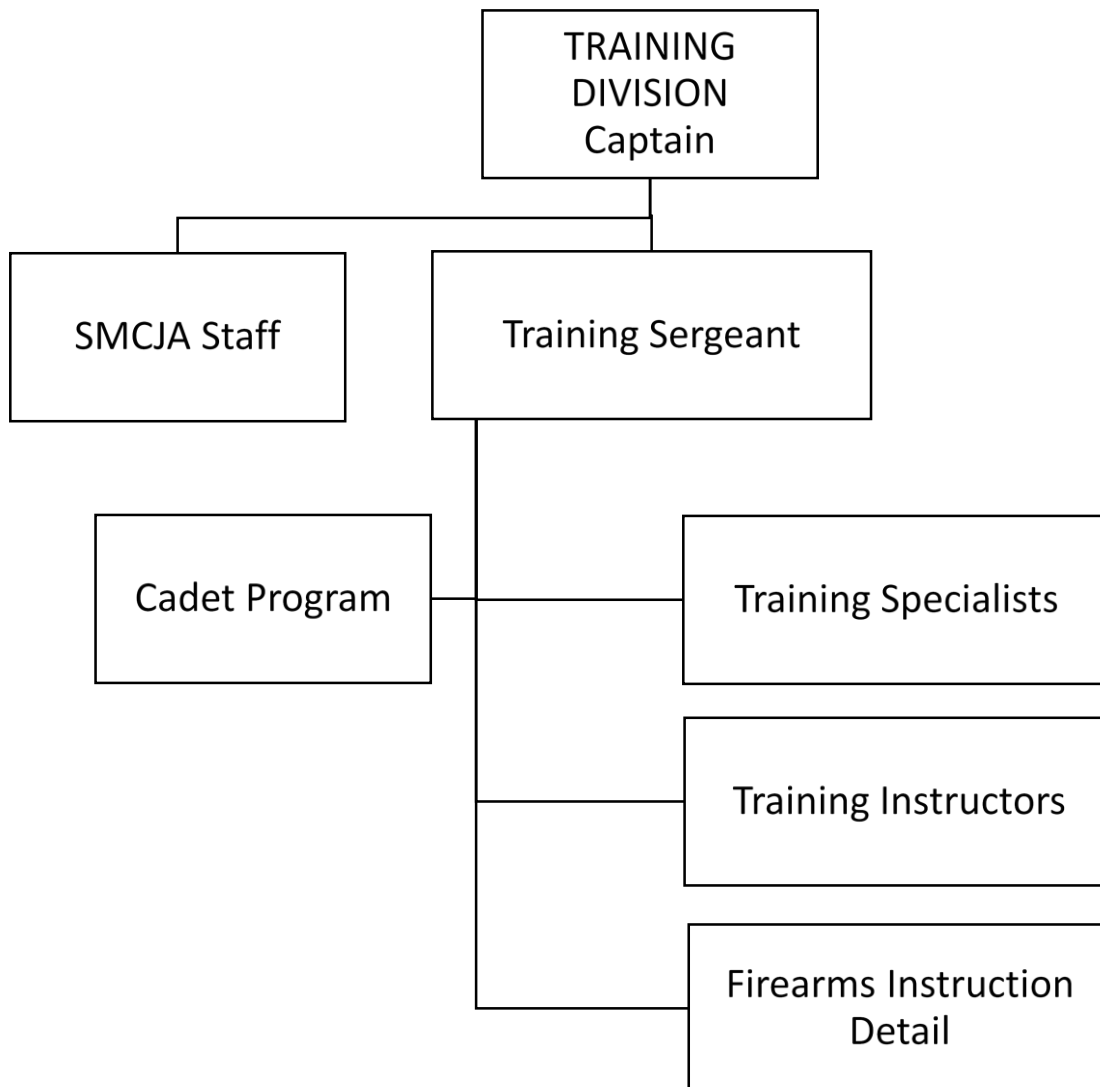 TRAINING
DIVISION
Captain
SMCJA Staff
Training Sergeant
Cadet Program
Training Specialists
Training Instructors
Firearms Instruction
Detail